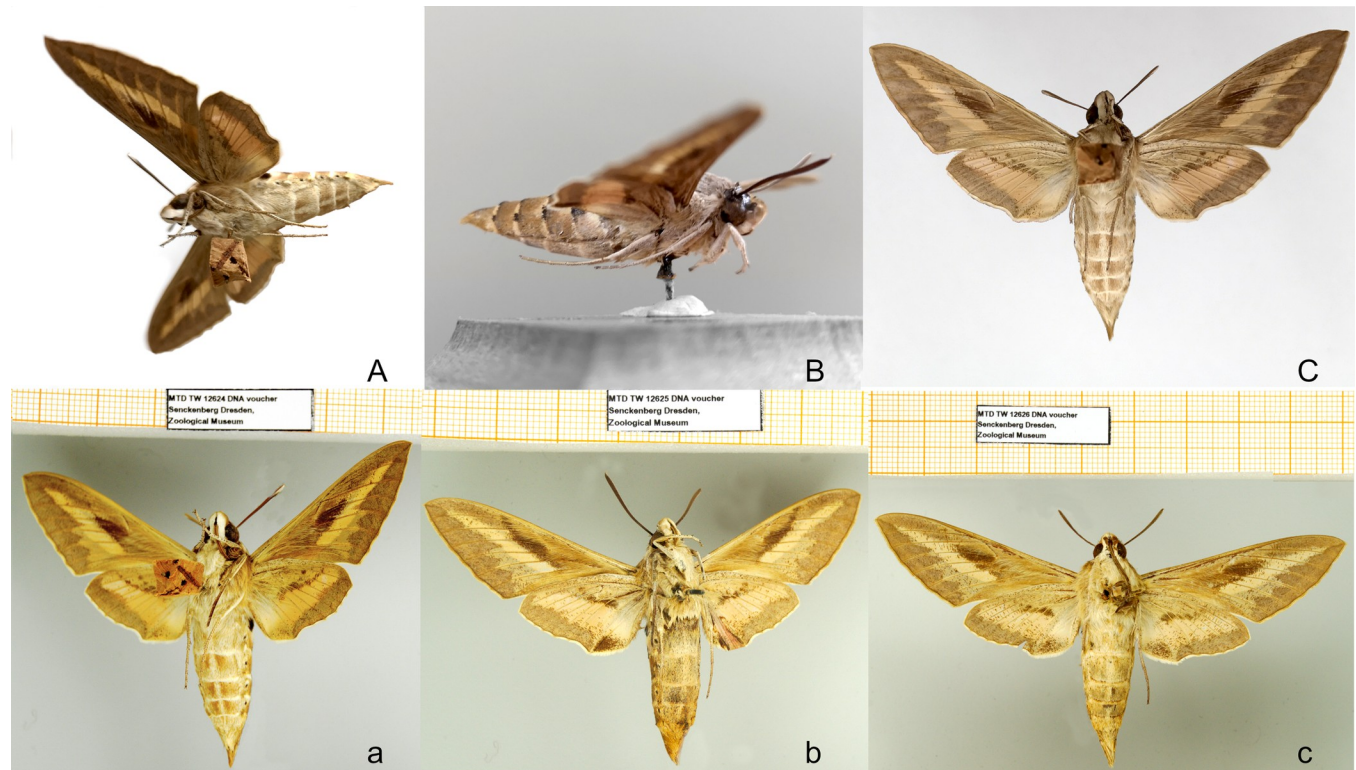 A
B
C
MTD TW 12624 DNA voucher
Senckenberg Dresden,
Zoological Museum
MTD TW 12625 DNA voucher
Senckenberg Dresden,
Zoological Museum
MTD TW 12626 DNA voucher
Senckenberg Dresden,
Zoological Museum
a
b
c